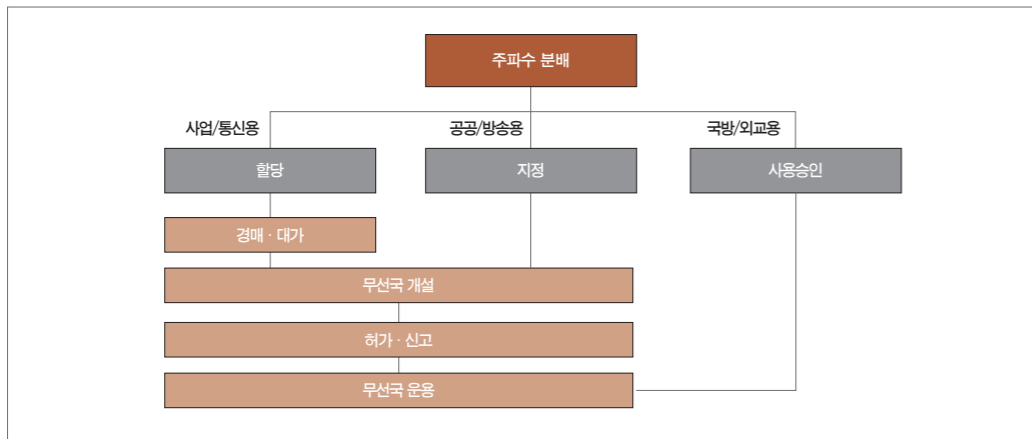 주파수 분배
사업/통신용
공공/방송용
국방/외교용
할당
지정
사용승인
경매 · 대가
무선국 개설
허가 · 신고
무선국 운용